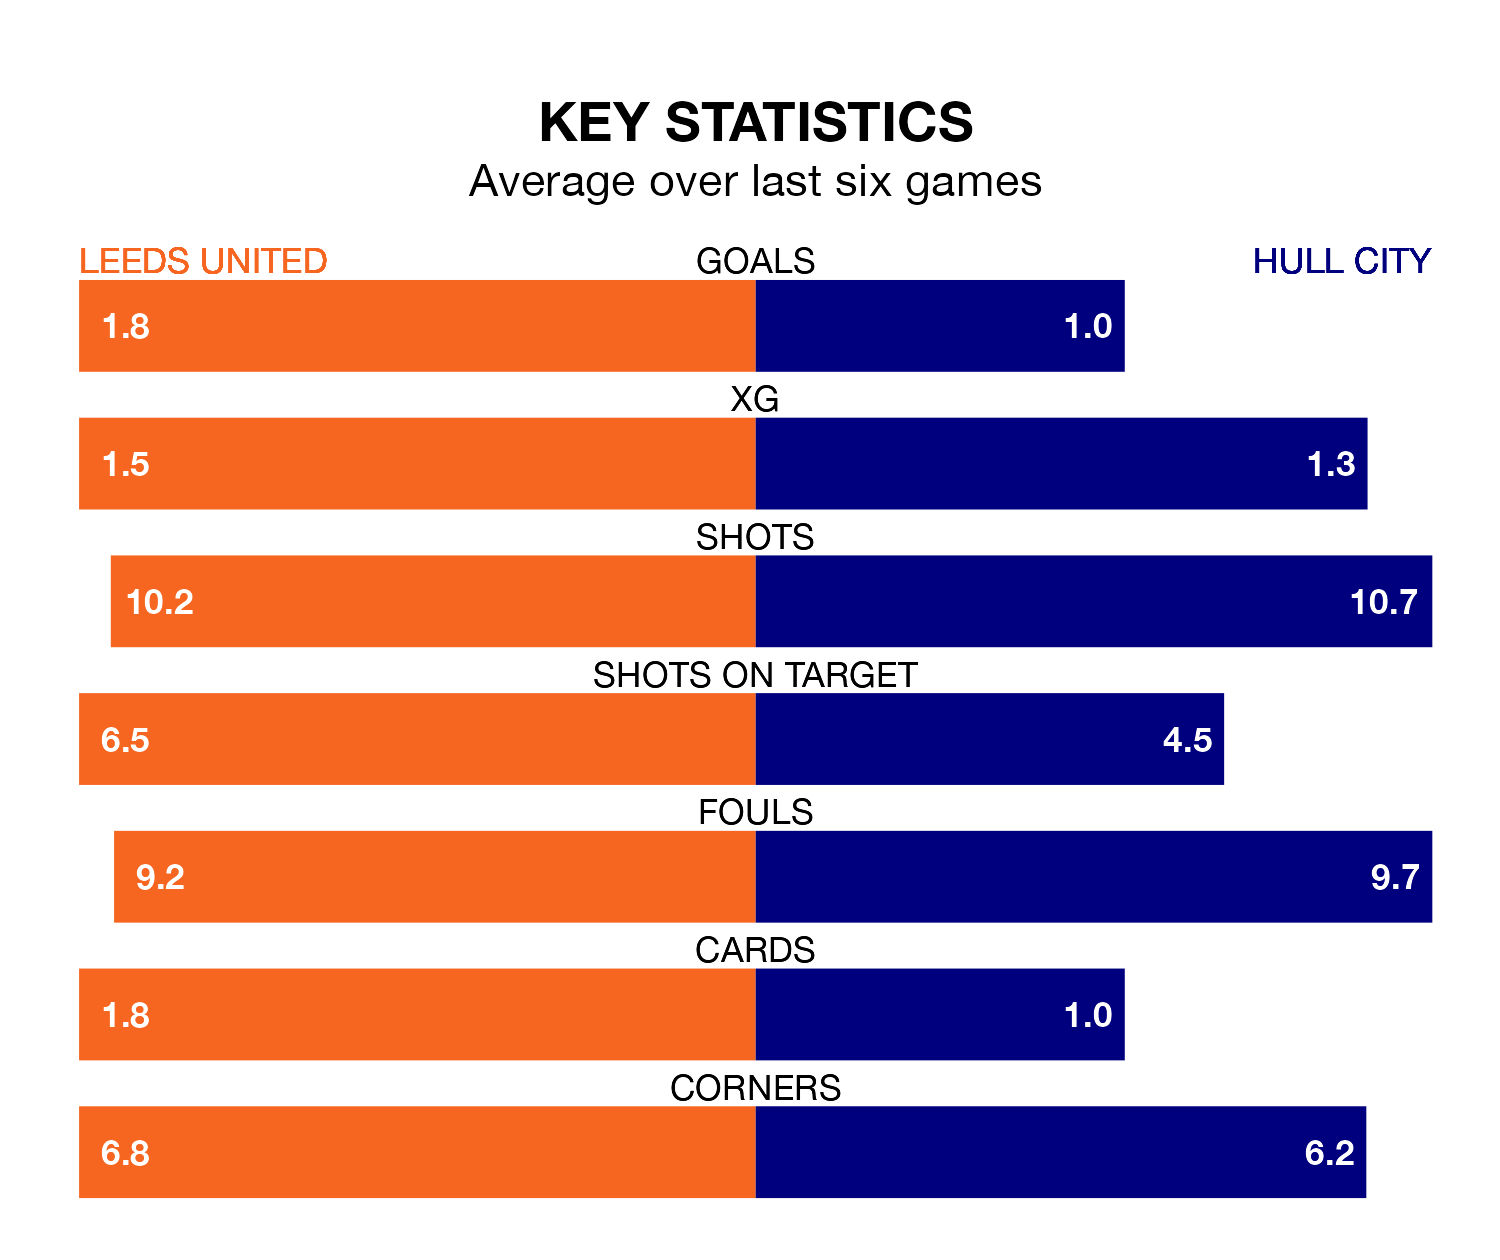 KEY STATISTICS
Average over last six games
LEEDS UNITED GOALS HULL CITY
1.8 1.0
XG
1.5 1.3
SHOTS
10.2 10.7
SHOTS ON TARGET
6.5 4.5
FOULS
9.2 9.7
CARDS
1.8 1.0
CORNERS
6.8 6.2